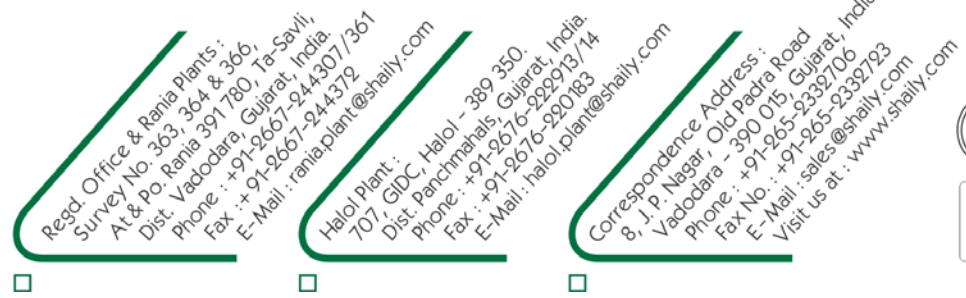 Regd. Office & Rania Plants :
Survey No. 363, 364 & 366,
At & Po. Rania 391 780, Ta-Savli,
Dist. Vadodara, Gujarat, India.
Phone : +91-2667-244307/361
Fax : + 91-2667-244372
E-Mail : rania.plant@shaily.com
Halol Plant :
707, GIDC, Halol - 389 350.
Dist. Panchmahals, Gujarat, India.
Phone : +91-2676-222913/14
Fax : +91-2676-220183
E-Mail : halol.plant@shaily.com
Correspondence Address :
8, J. P. Nagar, Old Padra Road
Vadodara - 390 015, Gujarat, India
Phone : +91-265-2332706
Fax No. : +91-265-2332723
E-Mail : sales@shaily.com
Visit us at : www.shaily.com